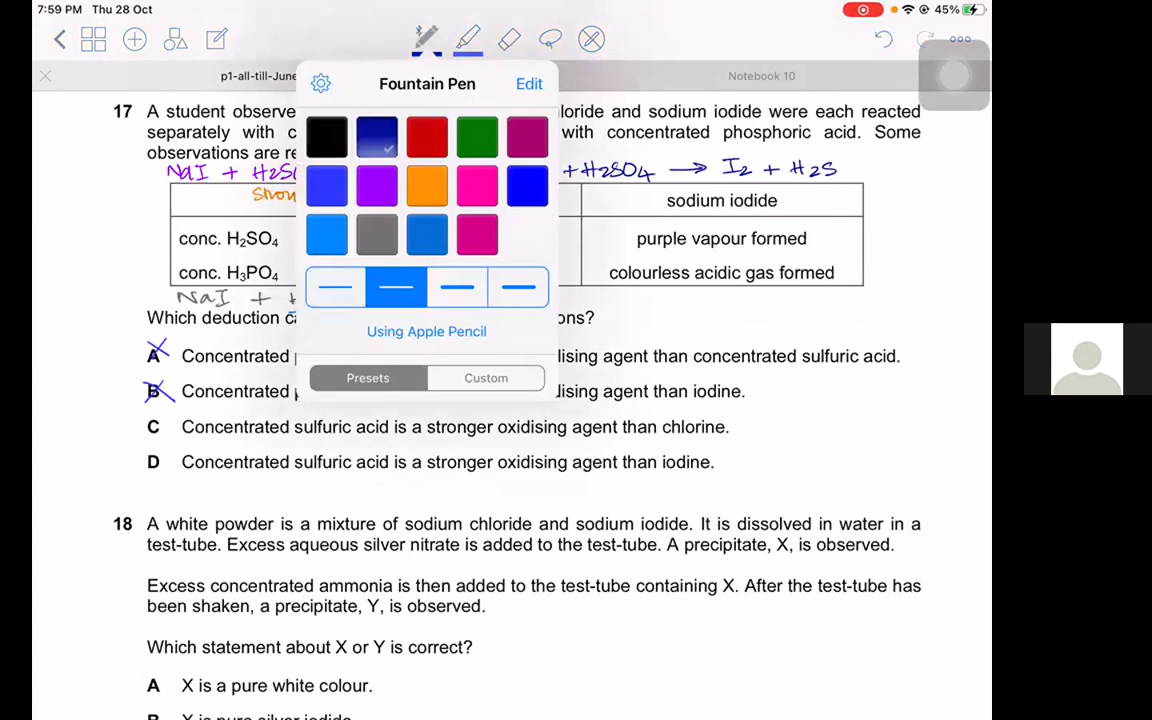 7:59 PM Thu 28 Oct
45%
p1-all-till-June
Notebook 10
Fountain Pen
Edit
Using Apple Pencil
Presets
Custom
17 A student observe loride and sodium iodide were each reacted
separately with c with concentrated phosphoric acid. Some
observations are re
NaI + H2SO + H2SO4 → I2 + H2S
sodium iodide
conc. H₂SO₄ purple vapour formed
conc. H₃PO₄ colourless acidic gas formed
NaI +
Which deduction ons?
A Concentrated lising agent than concentrated sulfuric acid.
B Concentrated lising agent than iodine.
C Concentrated sulfuric acid is a stronger oxidising agent than chlorine.
D Concentrated sulfuric acid is a stronger oxidising agent than iodine.
18 A white powder is a mixture of sodium chloride and sodium iodide. It is dissolved in water in a
test-tube. Excess aqueous silver nitrate is added to the test-tube. A precipitate, X, is observed.
Excess concentrated ammonia is then added to the test-tube containing X. After the test-tube has
been shaken, a precipitate, Y, is observed.
Which statement about X or Y is correct?
A X is a pure white colour.